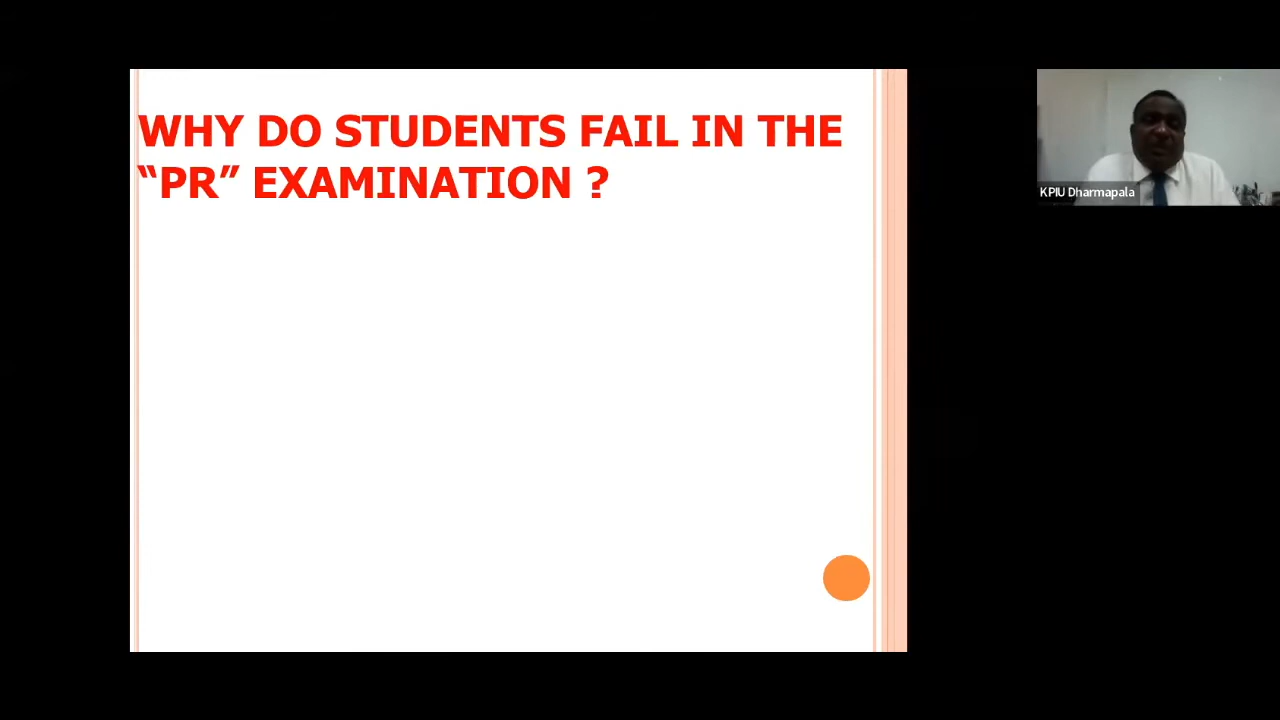 WHY DO STUDENTS FAIL IN THE
“PR” EXAMINATION ?
KPIU Dharmapala